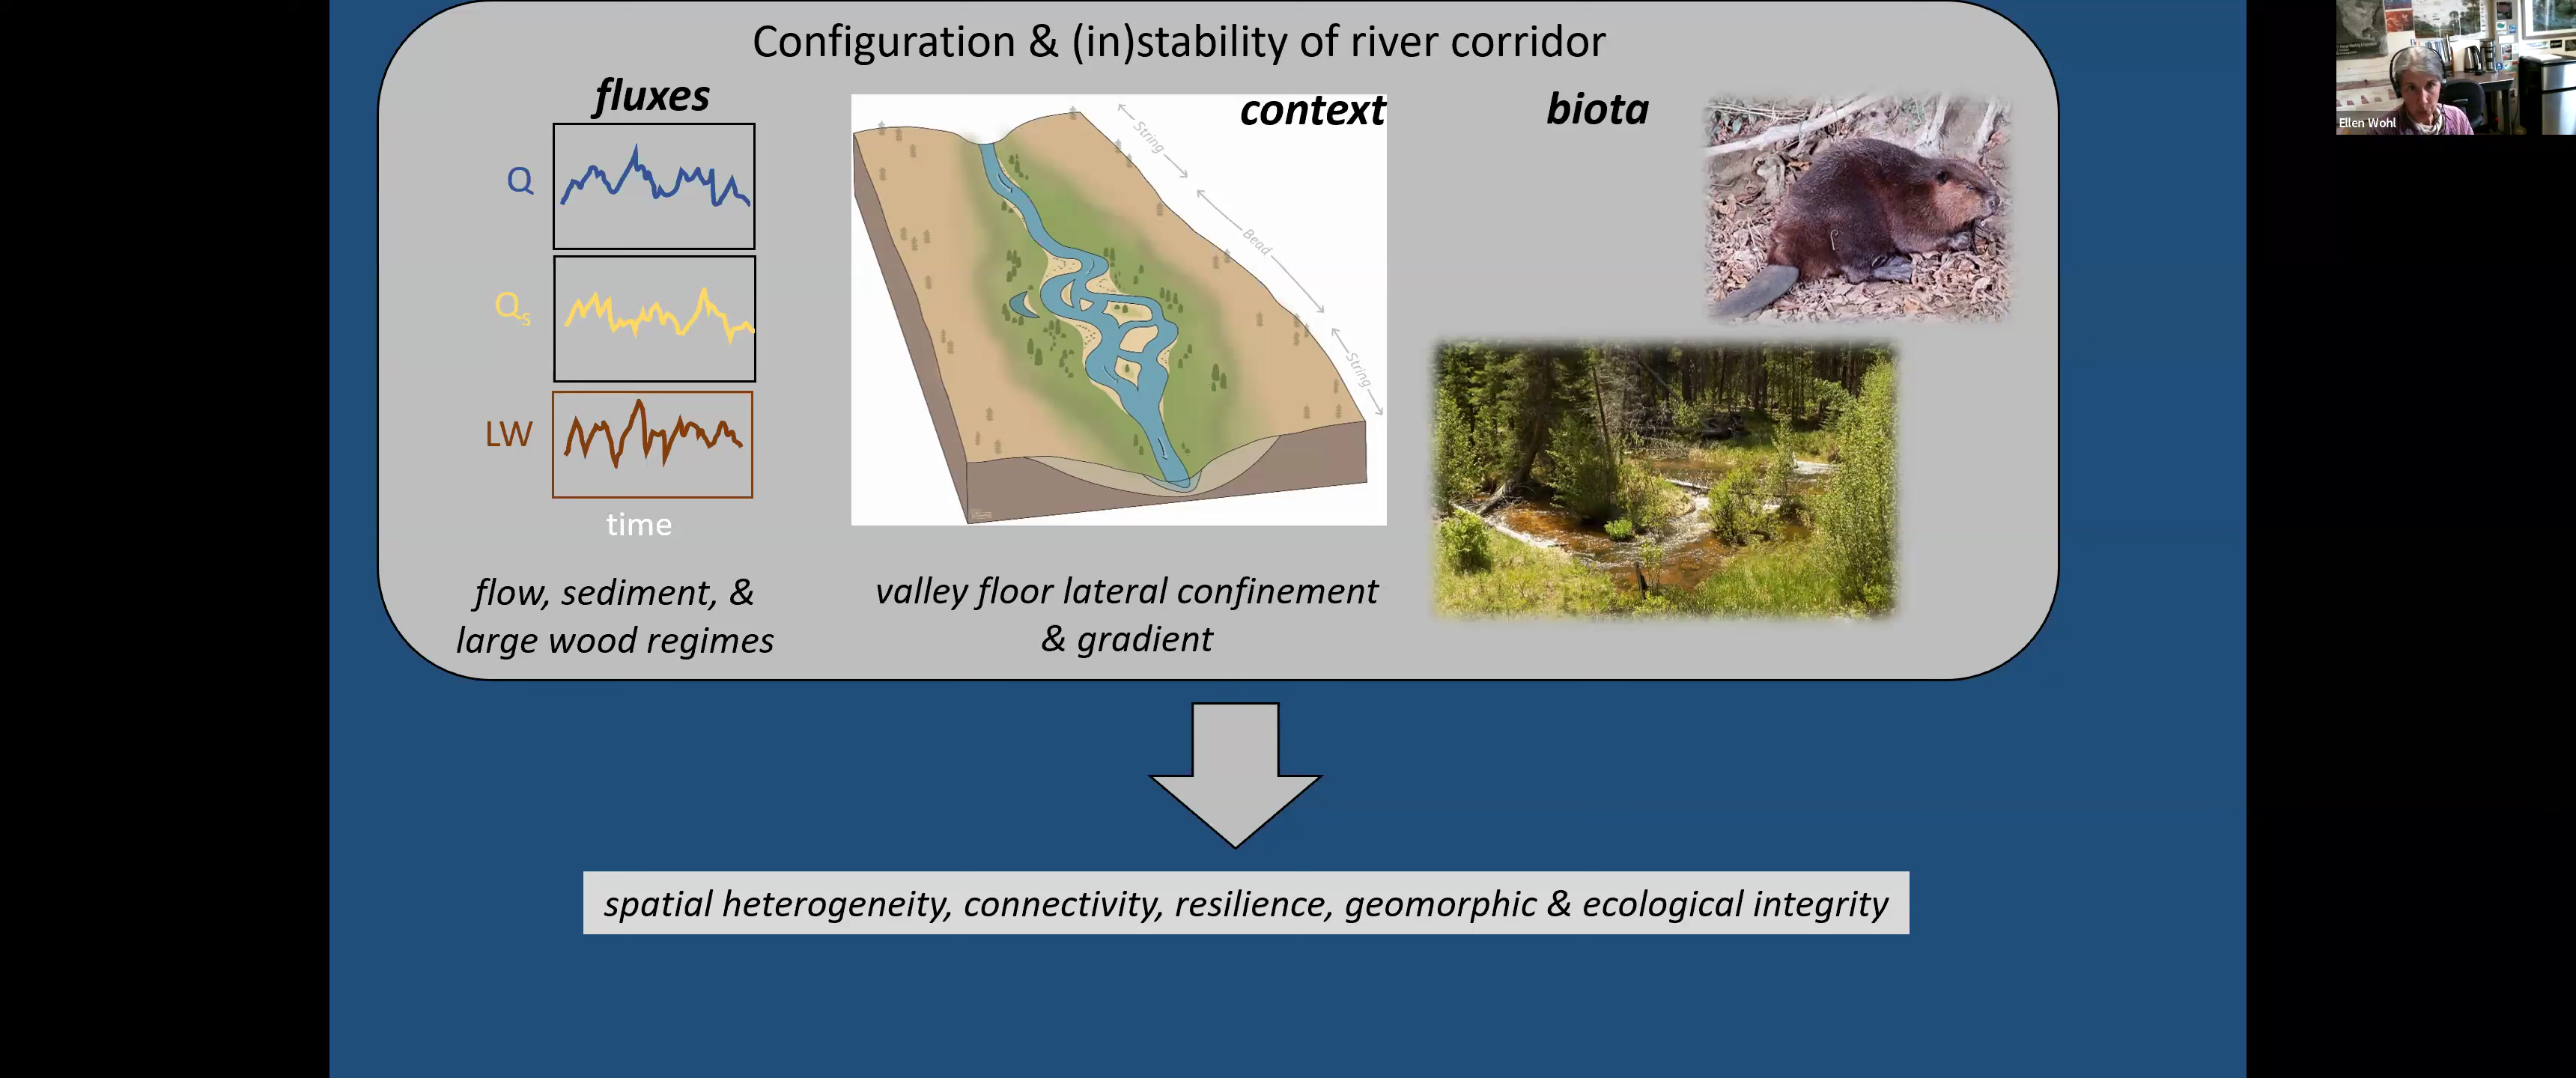 Configuration & (in)stability of river corridor
fluxes
context
biota
Q
Qs
LW
time
String
Bead
String
flow, sediment, &
large wood regimes
valley floor lateral confinement
& gradient
spatial heterogeneity, connectivity, resilience, geomorphic & ecological integrity
Ellen Wohl